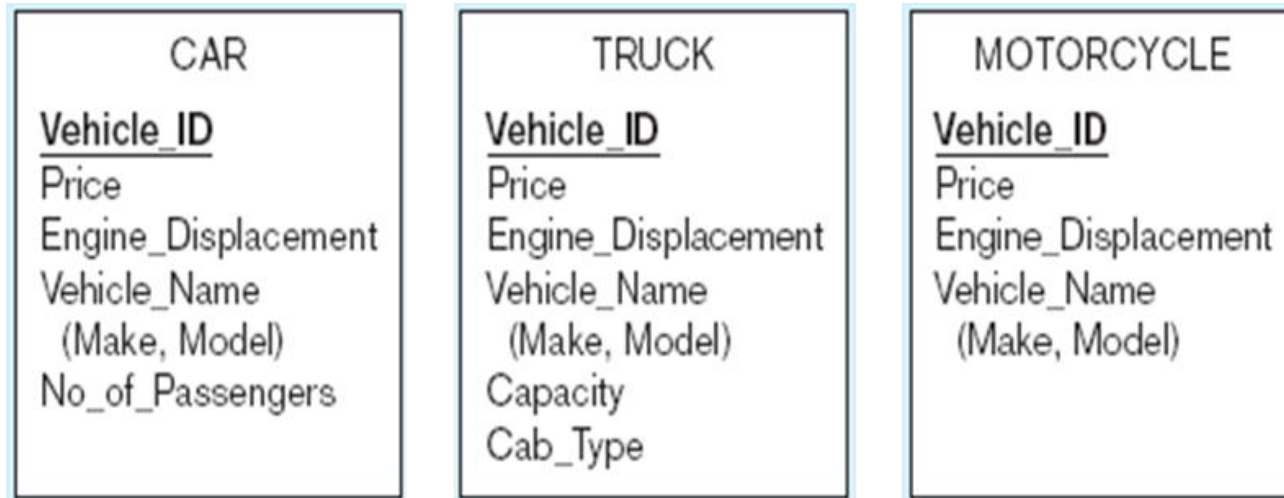 CAR
Vehicle_ID
Price
Engine_Displacement
Vehicle_Name
(Make, Model)
No_of_Passengers
TRUCK
Vehicle_ID
Price
Engine_Displacement
Vehicle_Name
(Make, Model)
Capacity
Cab_Type
MOTORCYCLE
Vehicle_ID
Price
Engine_Displacement
Vehicle_Name
(Make, Model)